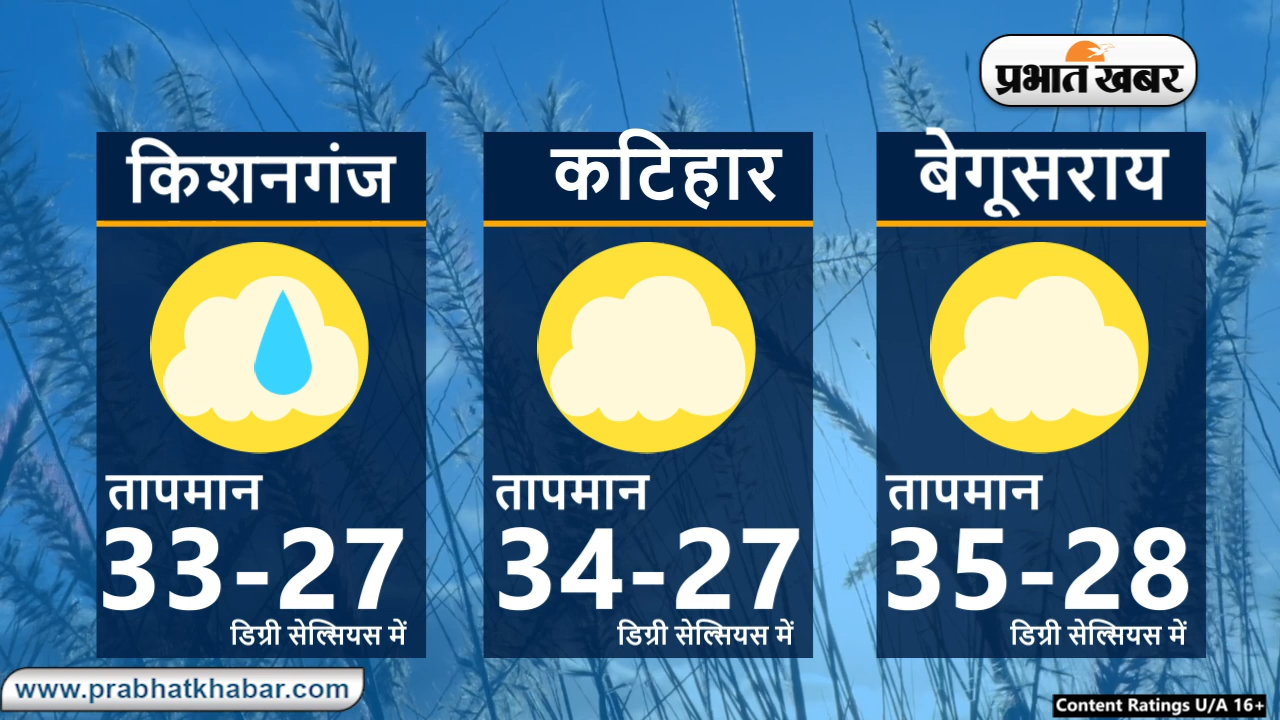 प्रभात खबर
किशनगंज
तापमान
33-27
डिग्री सेल्सियस में
कटिहार
तापमान
34-27
डिग्री सेल्सियस में
बेगूसराय
तापमान
35-28
डिग्री सेल्सियस में
www.prabhatkhabar.com
Content Ratings U/A 16+